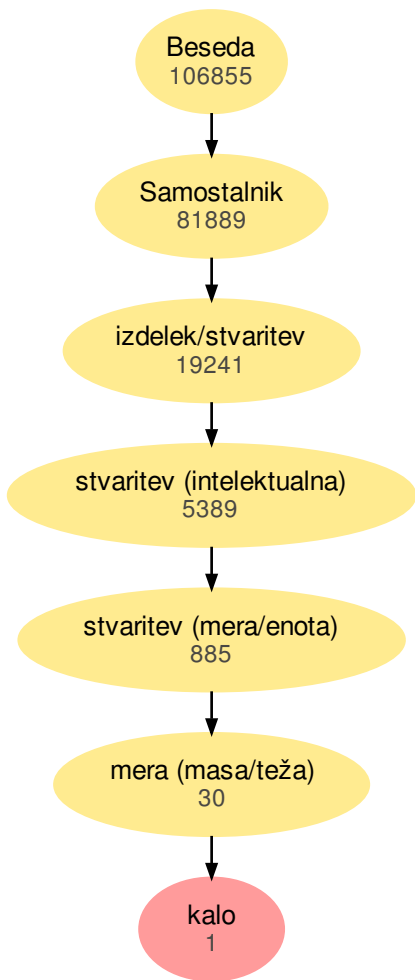 Beseda
106855
Samostalnik
81889
izdelek/stvaritev
19241
stvaritev (intelektualna)
5389
stvaritev (mera/enota)
885
mera (masa/teža)
30
kalo
1